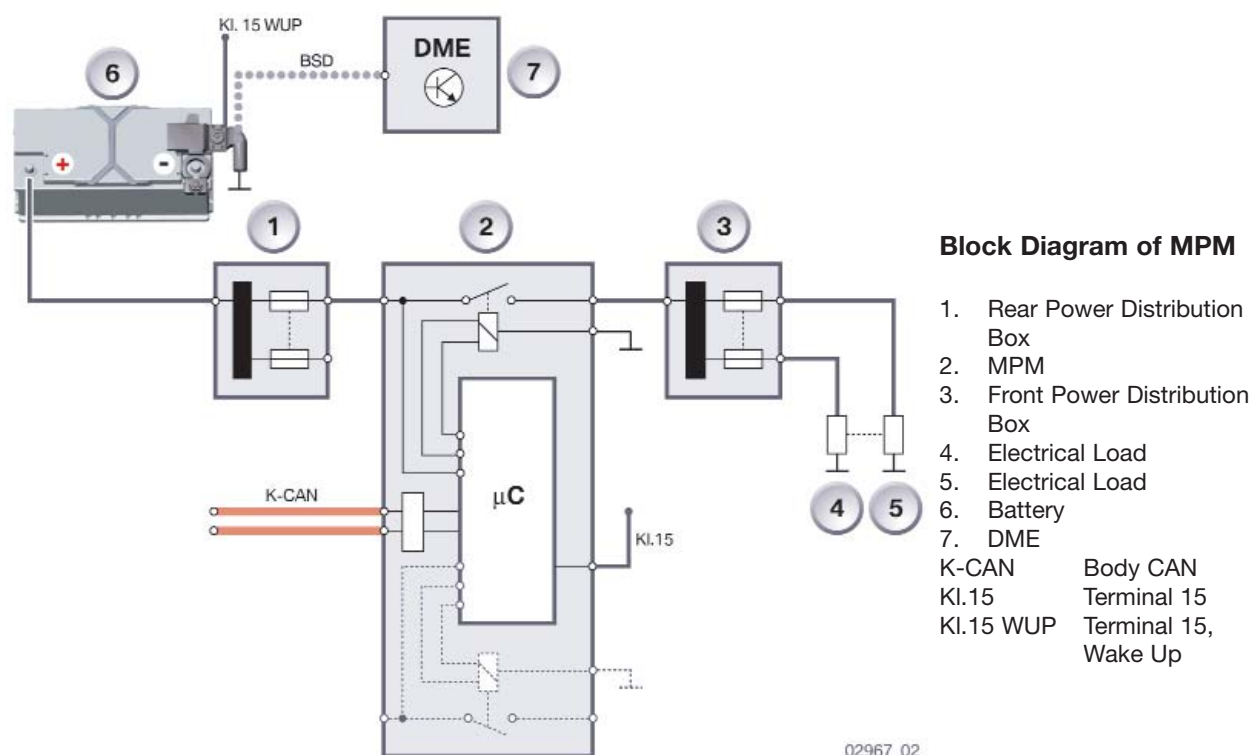 Kl. 15 WUP
BSD
DME
6
7
+
-
1
2
3
K-CAN
μC
Kl.15
4
5
Block Diagram of MPM
1. Rear Power Distribution
Box
2. MPM
3. Front Power Distribution
Box
4. Electrical Load
5. Electrical Load
6. Battery
7. DME
K-CAN Body CAN
Kl.15 Terminal 15
Kl.15 WUP Terminal 15,
Wake Up
02967_02